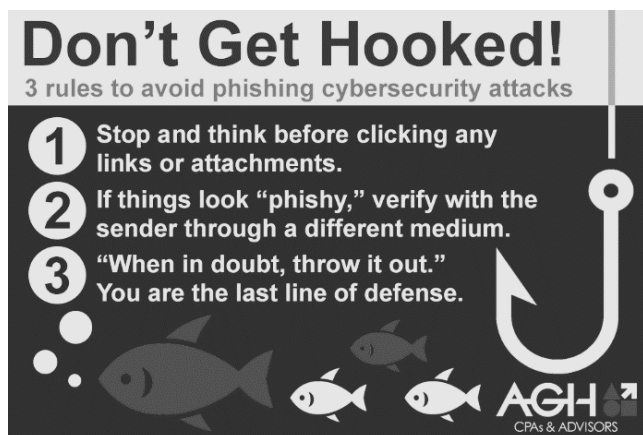 Don’t Get Hooked!
3 rules to avoid phishing cybersecurity attacks
1 Stop and think before clicking any
links or attachments.
2 If things look “phishy,” verify with the
sender through a different medium.
3 “When in doubt, throw it out.”
You are the last line of defense.
AGH
CPAs & ADVISORS